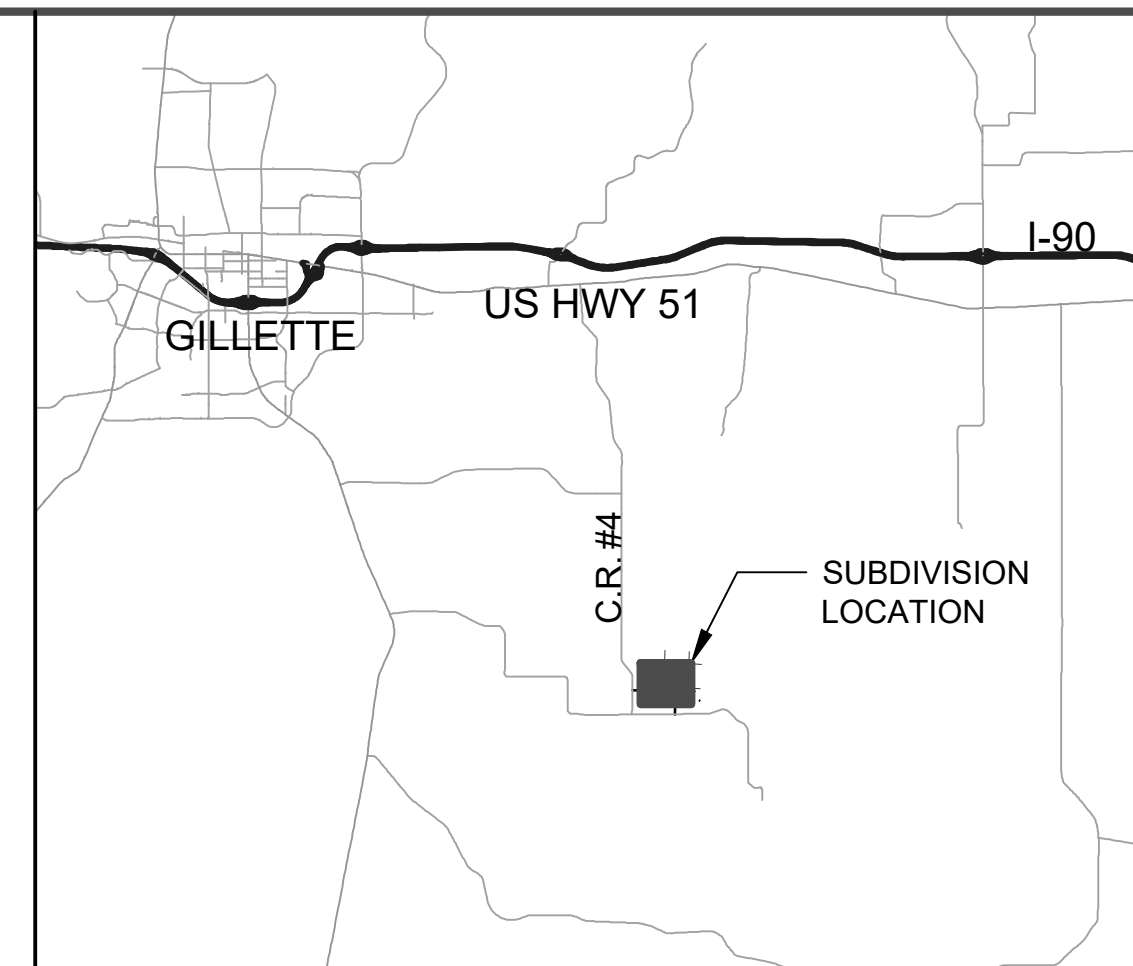 I-90
US HWY 51
GILLETTE
C.R. #4
SUBDIVISION
LOCATION